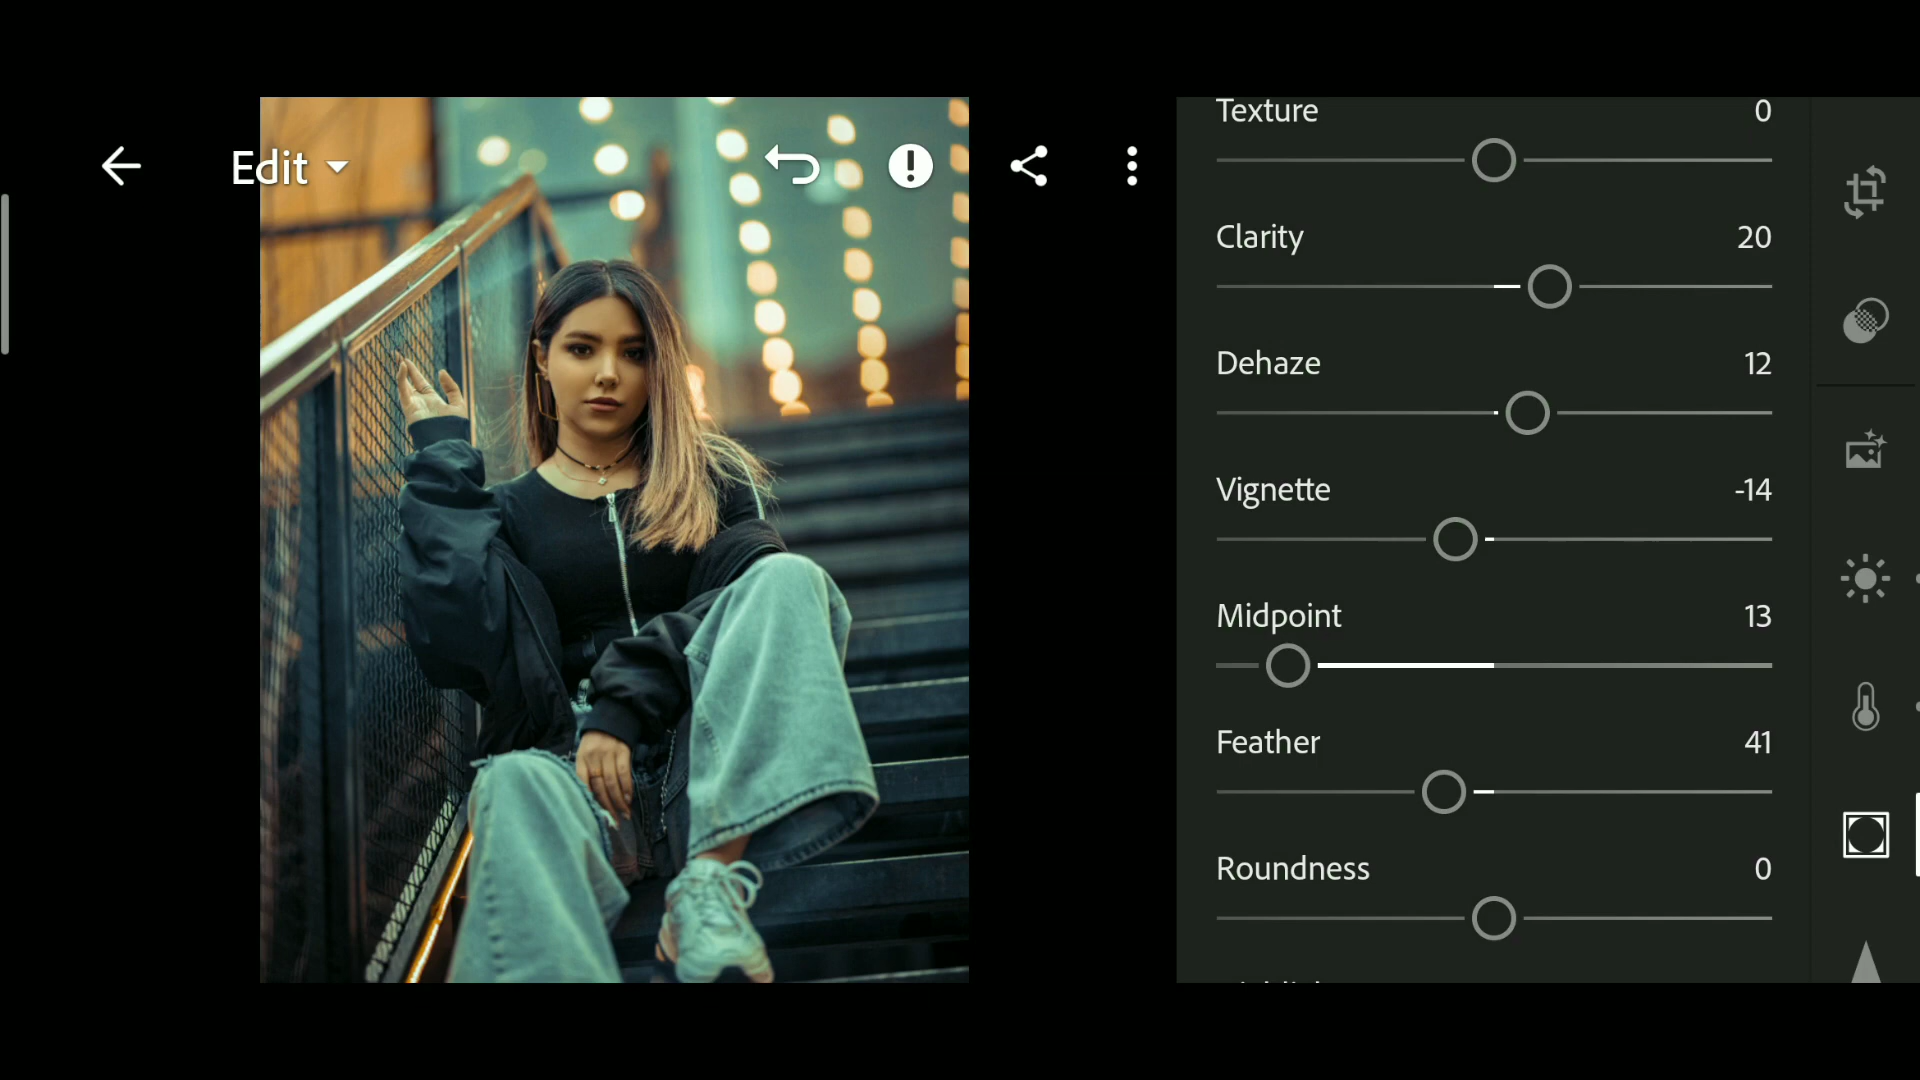 Edit
Texture 0
Clarity 20
Dehaze 12
Vignette -14
Midpoint 13
Feather 41
Roundness 0